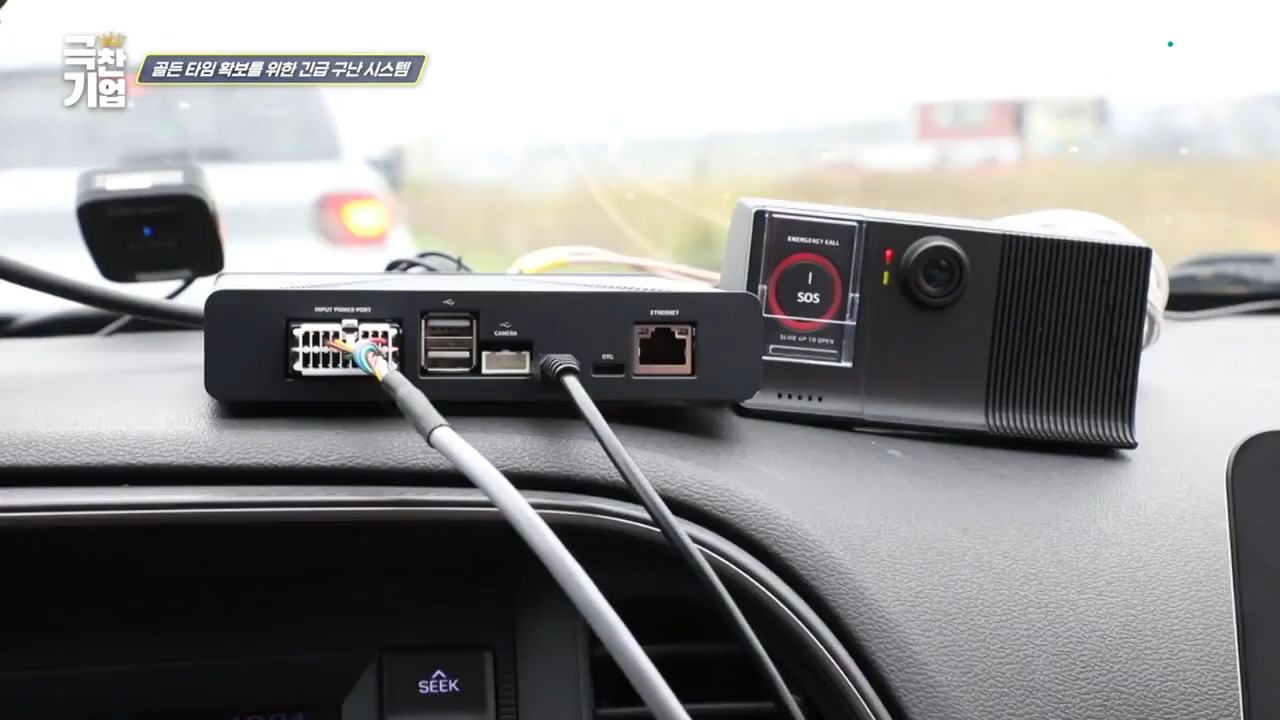 극찬
기업
골든 타임 확보를 위한 긴급 구난 시스템
INPUT POWER PORT
CAMERA
OTG
ETHERNET
EMERGENCY CALL
SOS
SLIDE UP TO OPEN
SEEK